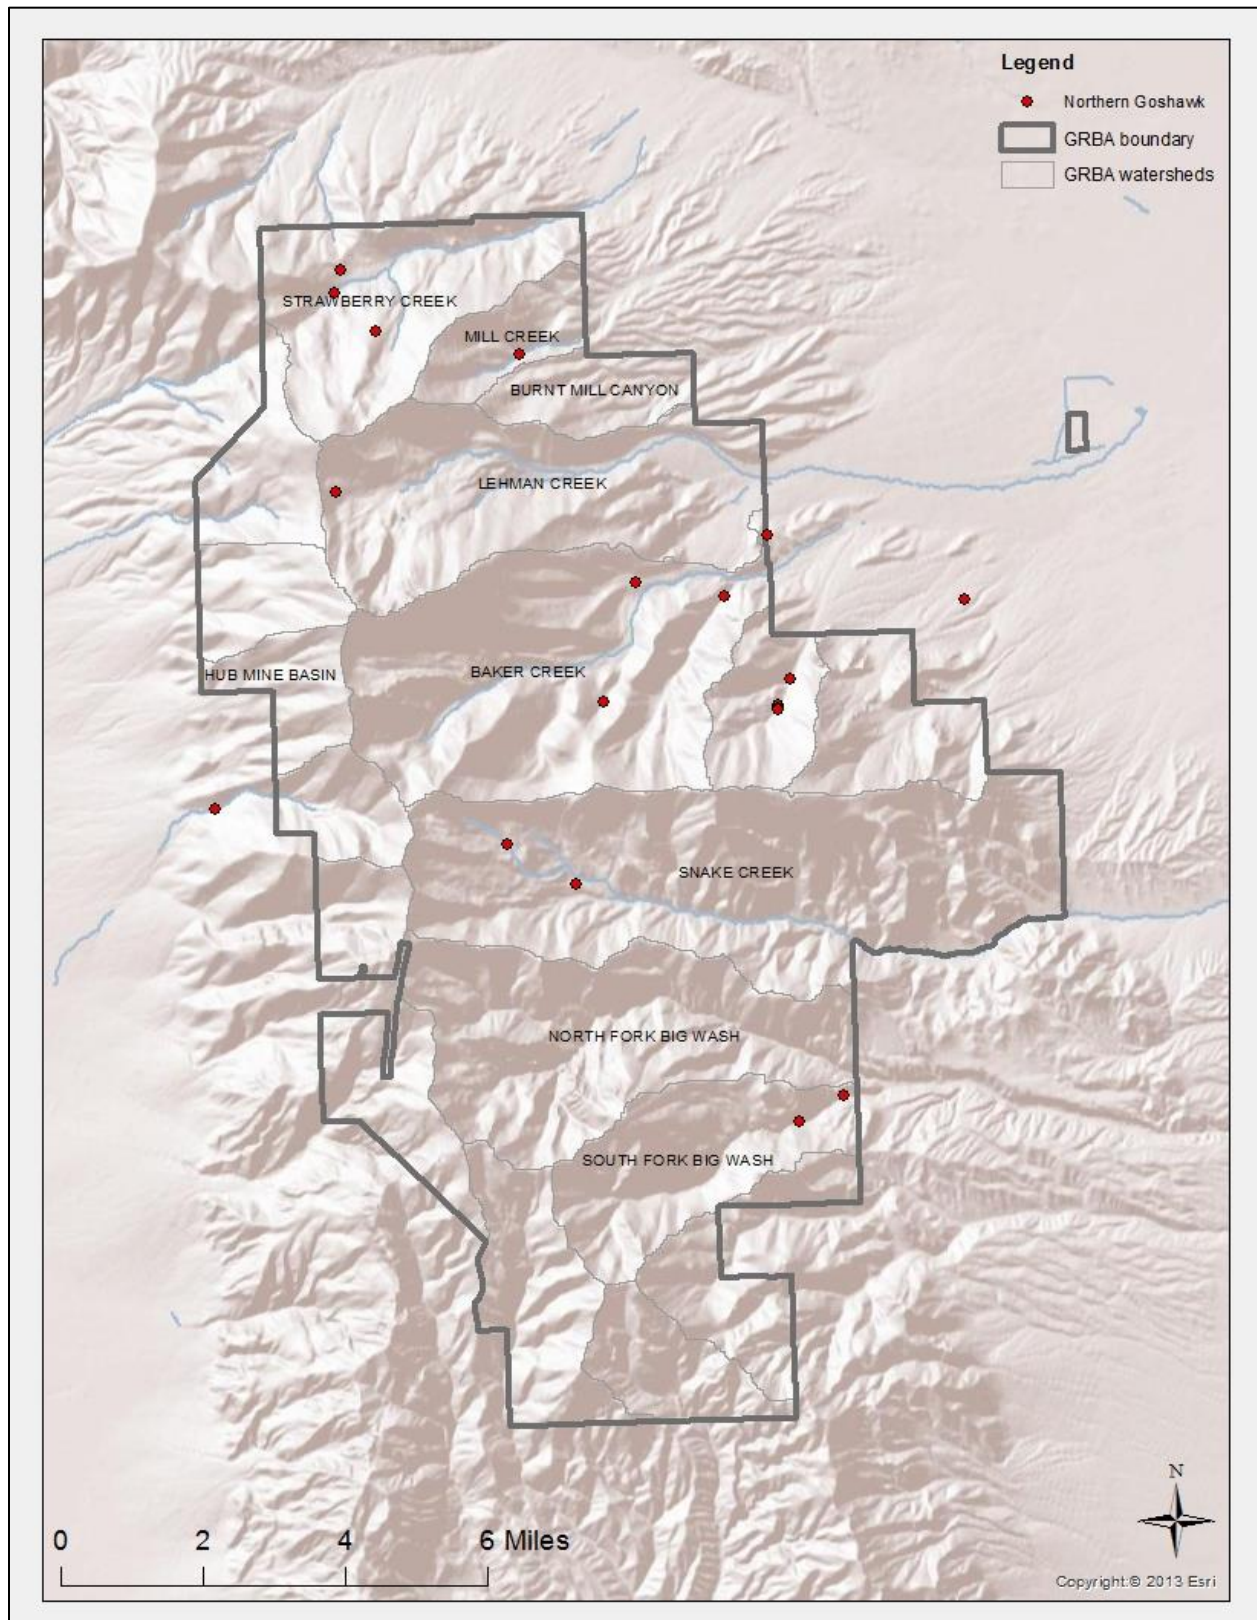 Legend
Northern Goshawk
GRBA boundary
GRBA watersheds
STRAWBERRY CREEK
MILL CREEK
BURNT MILL CANYON
LEHMAN CREEK
BAKER CREEK
HUB MINE BASIN
SNAKE CREEK
NORTH FORK BIG WASH
SOUTH FORK BIG WASH
N
0 2 4 6 Miles
Copyright:© 2013 Esri